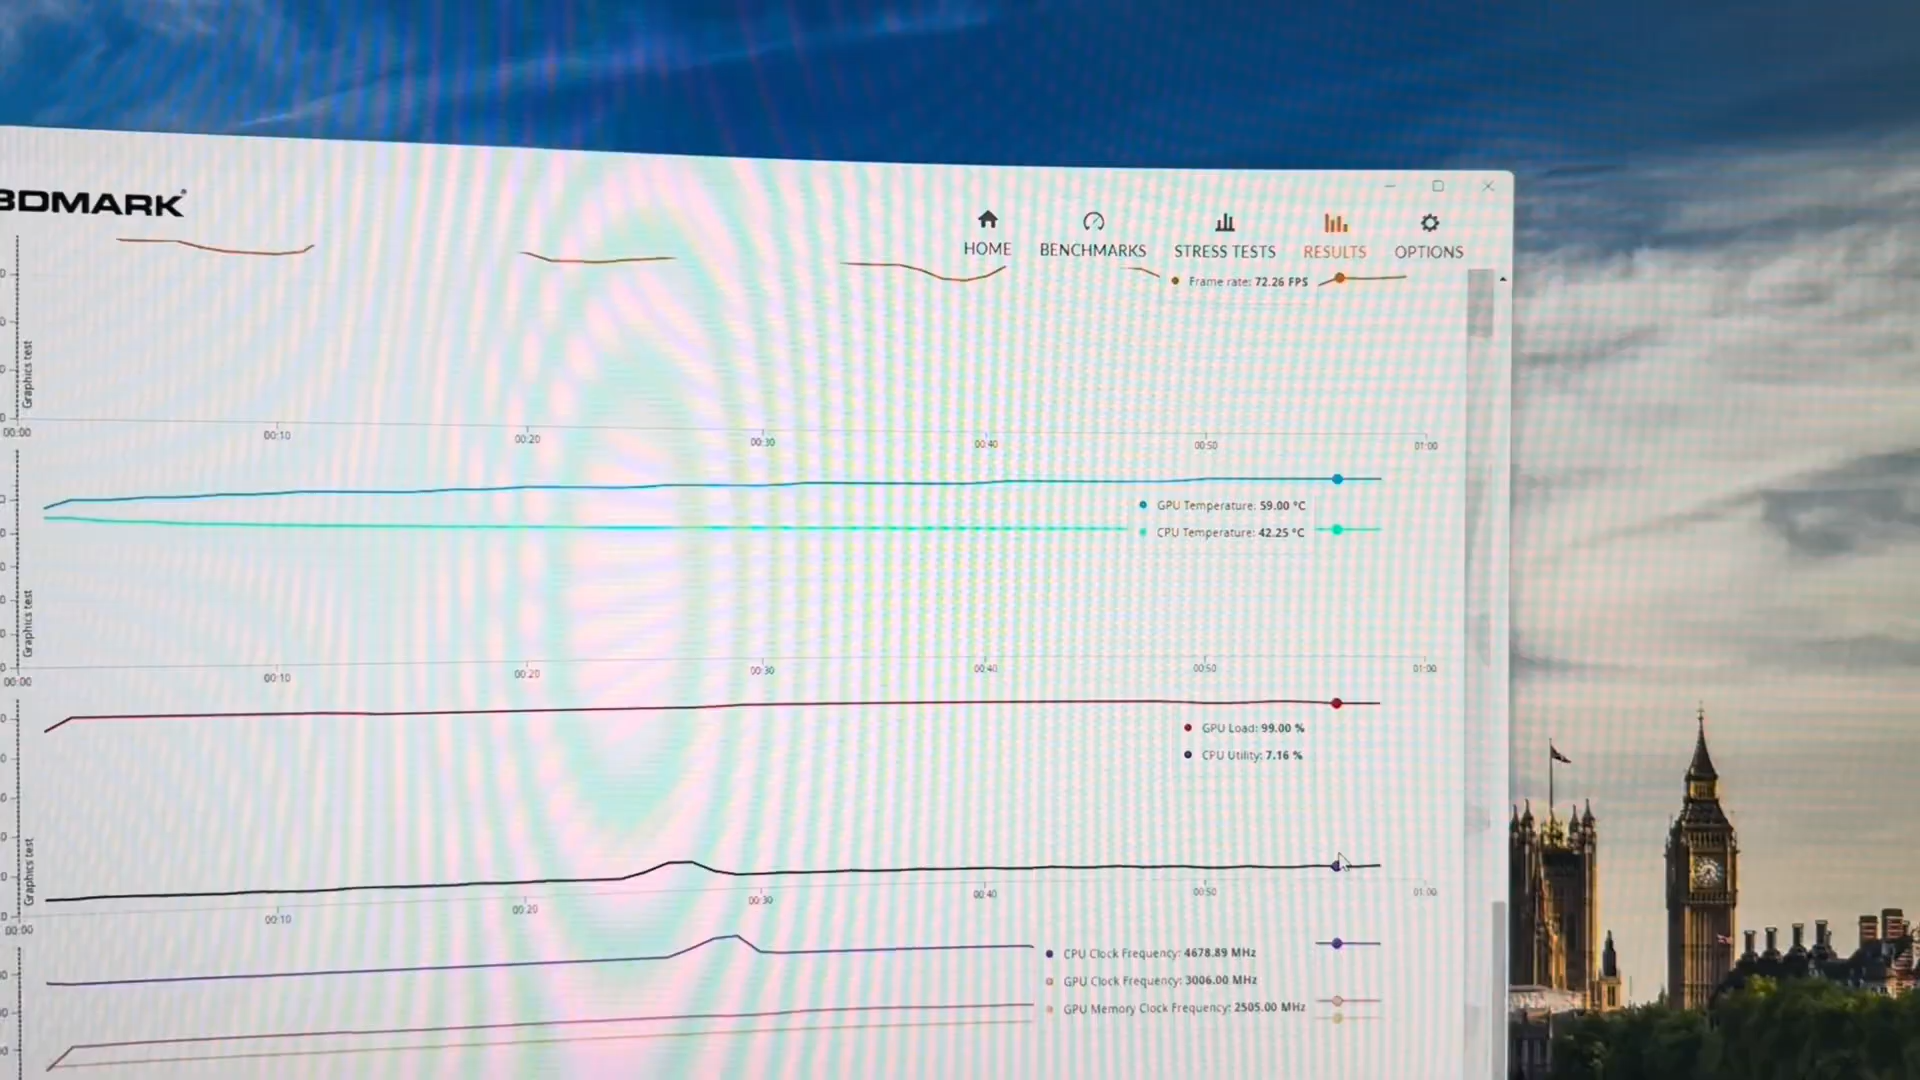 3DMARK
HOME
BENCHMARKS
STRESS TESTS
RESULTS
OPTIONS
Frame rate: 72.26 FPS
Graphics test
00:00
00:10
00:20
00:30
00:40
00:50
01:00
GPU Temperature: 59.00 °C
CPU Temperature: 42.25 °C
Graphics test
00:00
00:10
00:20
00:30
00:40
00:50
01:00
GPU Load: 99.00 %
CPU Utility: 7.16 %
Graphics test
00:00
00:10
00:20
00:30
00:40
00:50
01:00
CPU Clock Frequency: 4678.89 MHz
GPU Clock Frequency: 3006.00 MHz
GPU Memory Clock Frequency: 2505.00 MHz